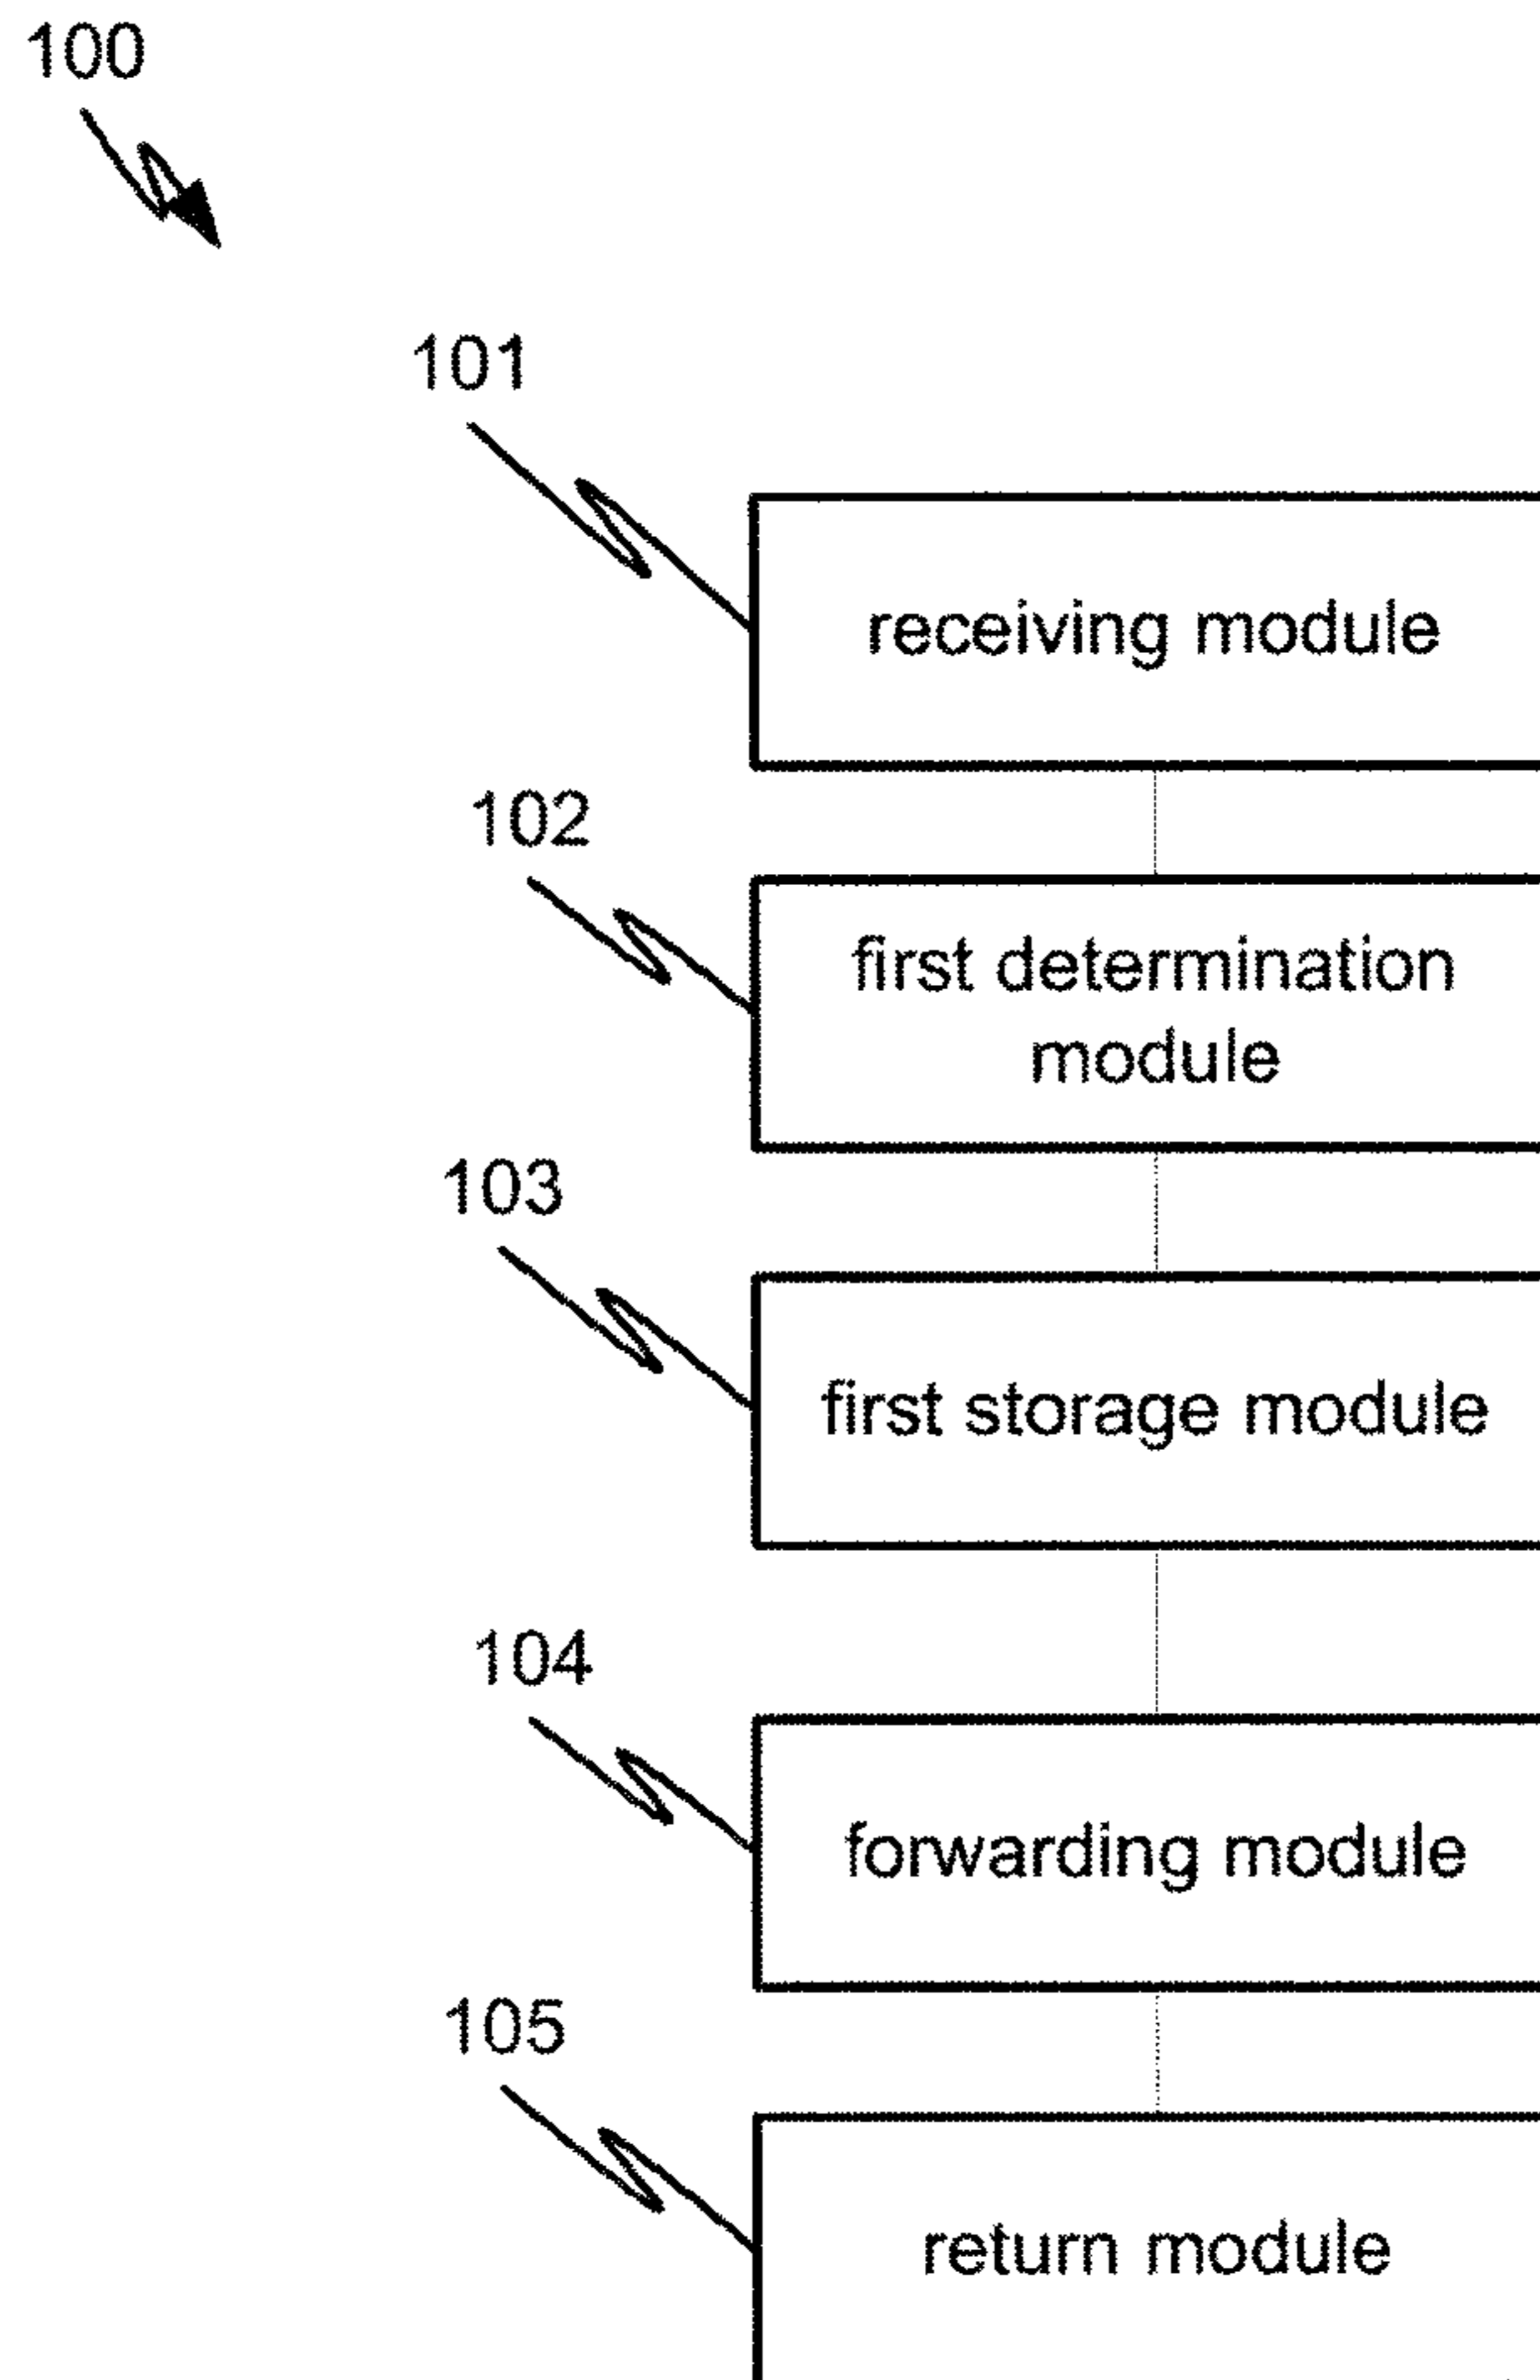 100
101
receiving module
102
first determination
module
103
first storage module
104
forwarding module
105
return module